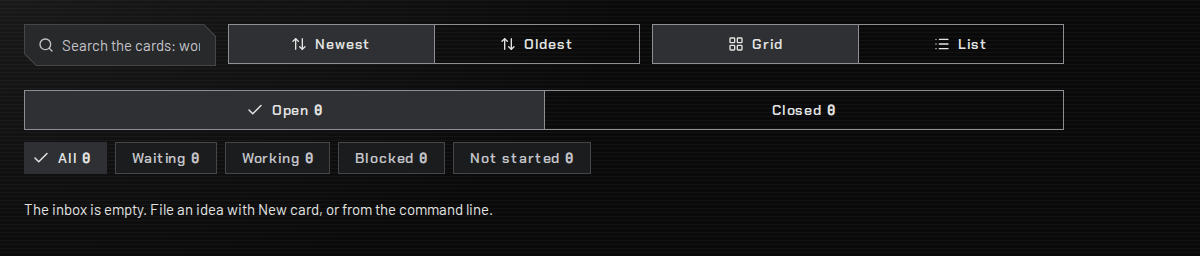 Search the cards: wor
Newest
Oldest
Grid
List
Open 0
Closed 0
All 0
Waiting 0
Working 0
Blocked 0
Not started 0
The inbox is empty. File an idea with New card, or from the command line.